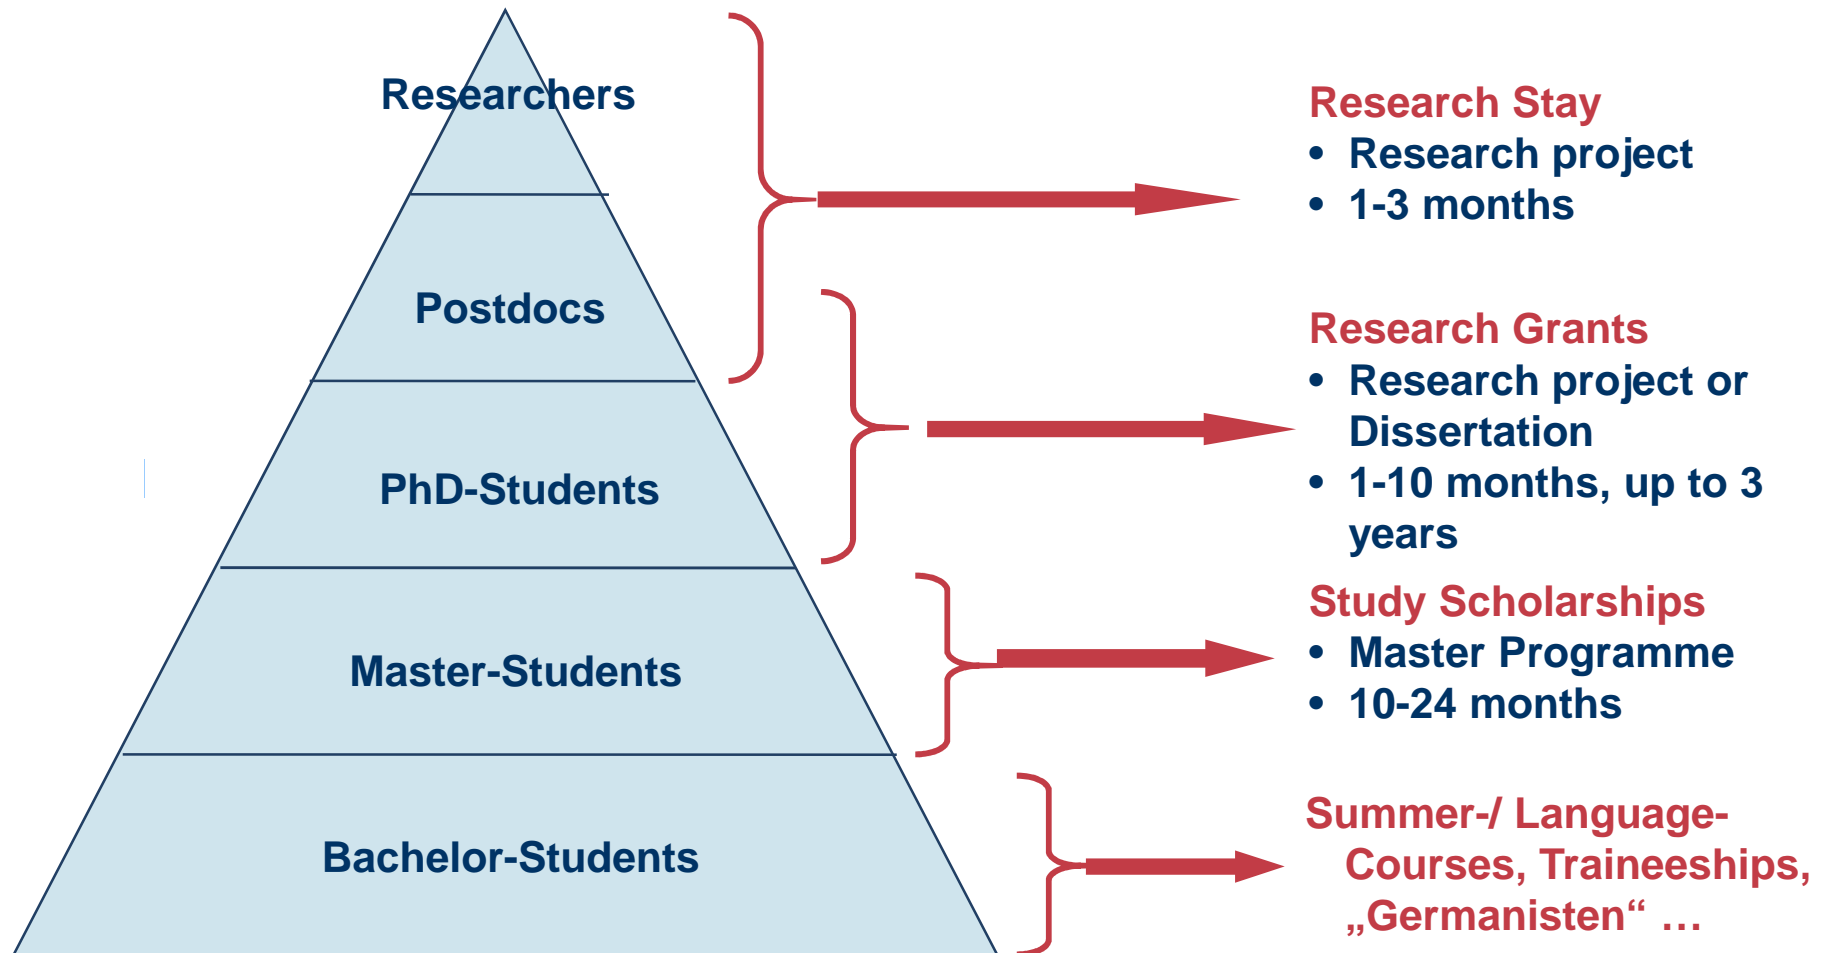 Researchers
Postdocs
PhD-Students
Master-Students
Bachelor-Students
Research Stay
• Research project
• 1-3 months
Research Grants
• Research project or
Dissertation
• 1-10 months, up to 3
years
Study Scholarships
• Master Programme
• 10-24 months
Summer-/ Language-
Courses, Traineeships,
„Germanisten“ …